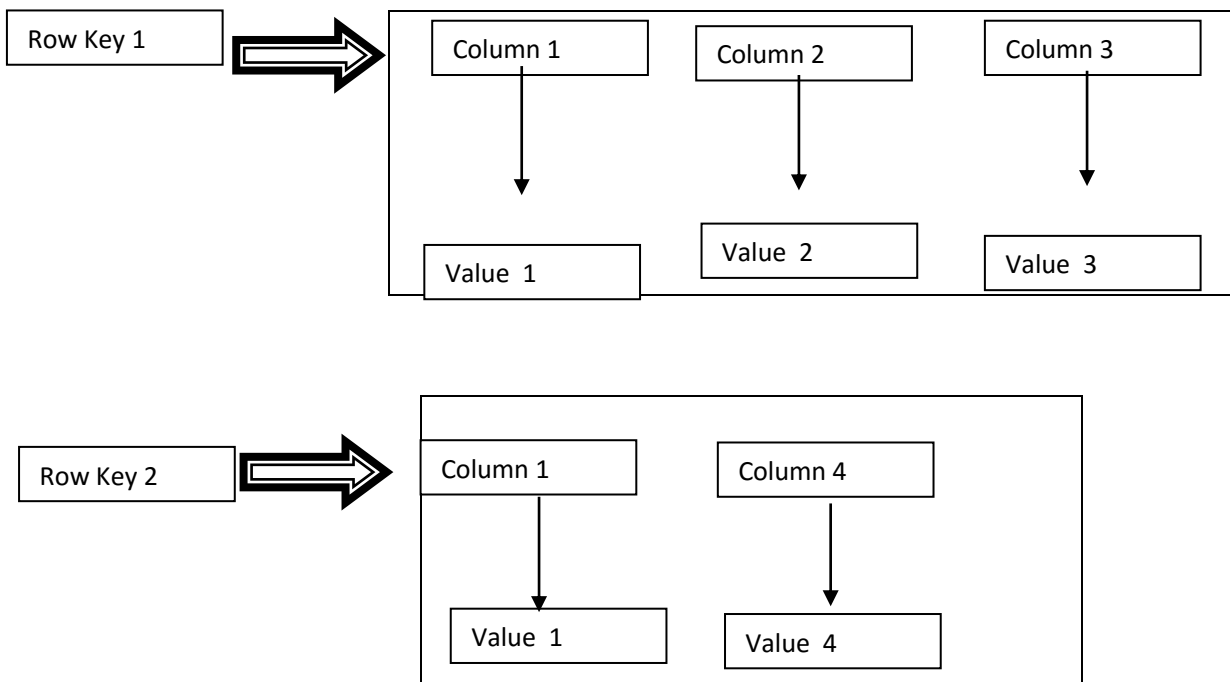 Row Key 1
Column 1
Column 2
Column 3
Value 1
Value 2
Value 3
Row Key 2
Column 1
Column 4
Value 1
Value 4